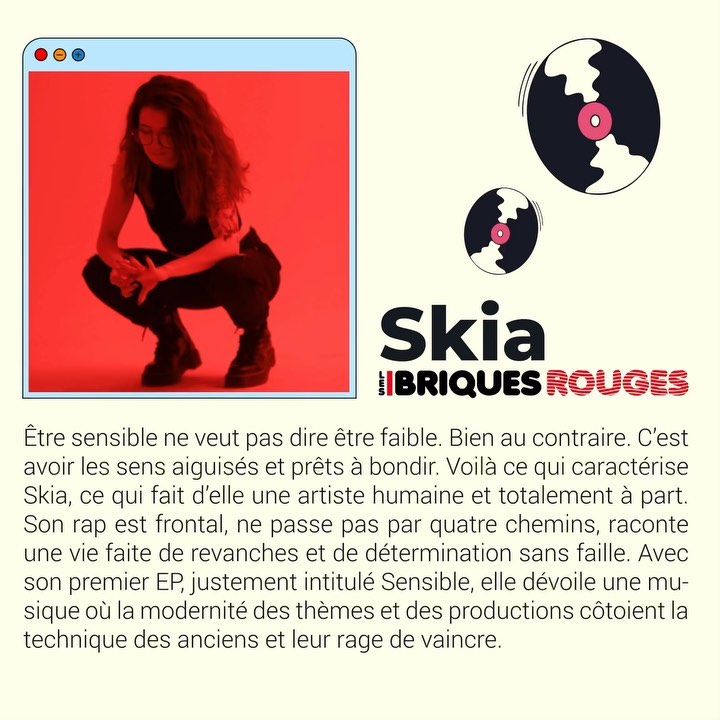 Skia
LES BRIQUES ROUGES
Être sensible ne veut pas dire être faible. Bien au contraire. C’est
avoir les sens aiguisés et prêts à bondir. Voilà ce qui caractérise
Skia, ce qui fait d’elle une artiste humaine et totalement à part.
Son rap est frontal, ne passe pas par quatre chemins, raconte
une vie faite de revanches et de détermination sans faille. Avec
son premier EP, justement intitulé Sensible, elle dévoile une mu-
sique où la modernité des thèmes et des productions côtoient la
technique des anciens et leur rage de vaincre.